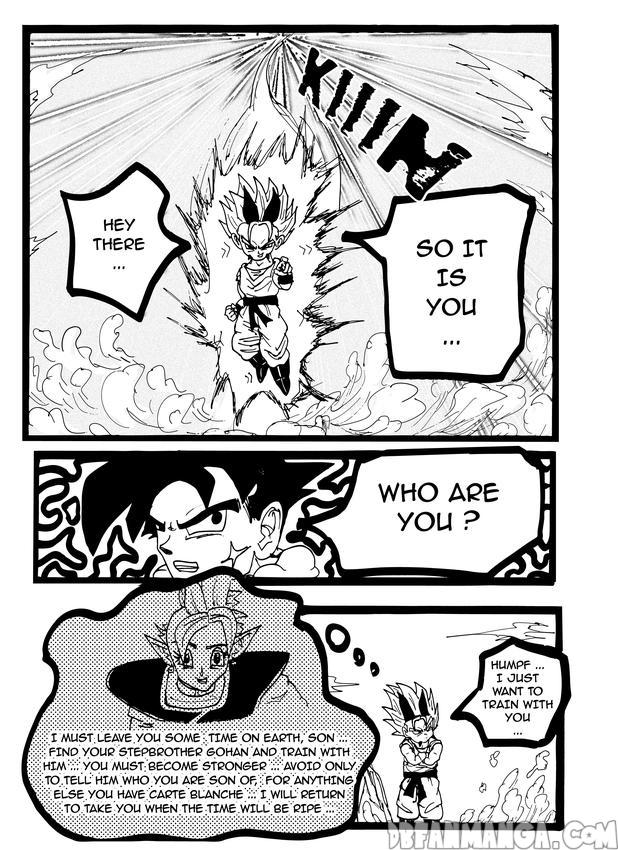 KIIIN
HEY
THERE
...
SO IT
IS
YOU
...
WHO ARE
YOU ?
I MUST LEAVE YOU SOME TIME ON EARTH, SON ...
FIND YOUR STEPBROTHER GOHAN AND TRAIN WITH
HIM ... YOU MUST BECOME STRONGER ... AVOID ONLY
TO TELL HIM WHO YOU ARE SON OF, FOR ANYTHING
ELSE YOU HAVE CARTE BLANCHE ... I WILL RETURN
TO TAKE YOU WHEN THE TIME WILL BE RIPE ...
HUMPF ...
I JUST
WANT TO
TRAIN WITH
YOU
...
DBFANMANGA.COM